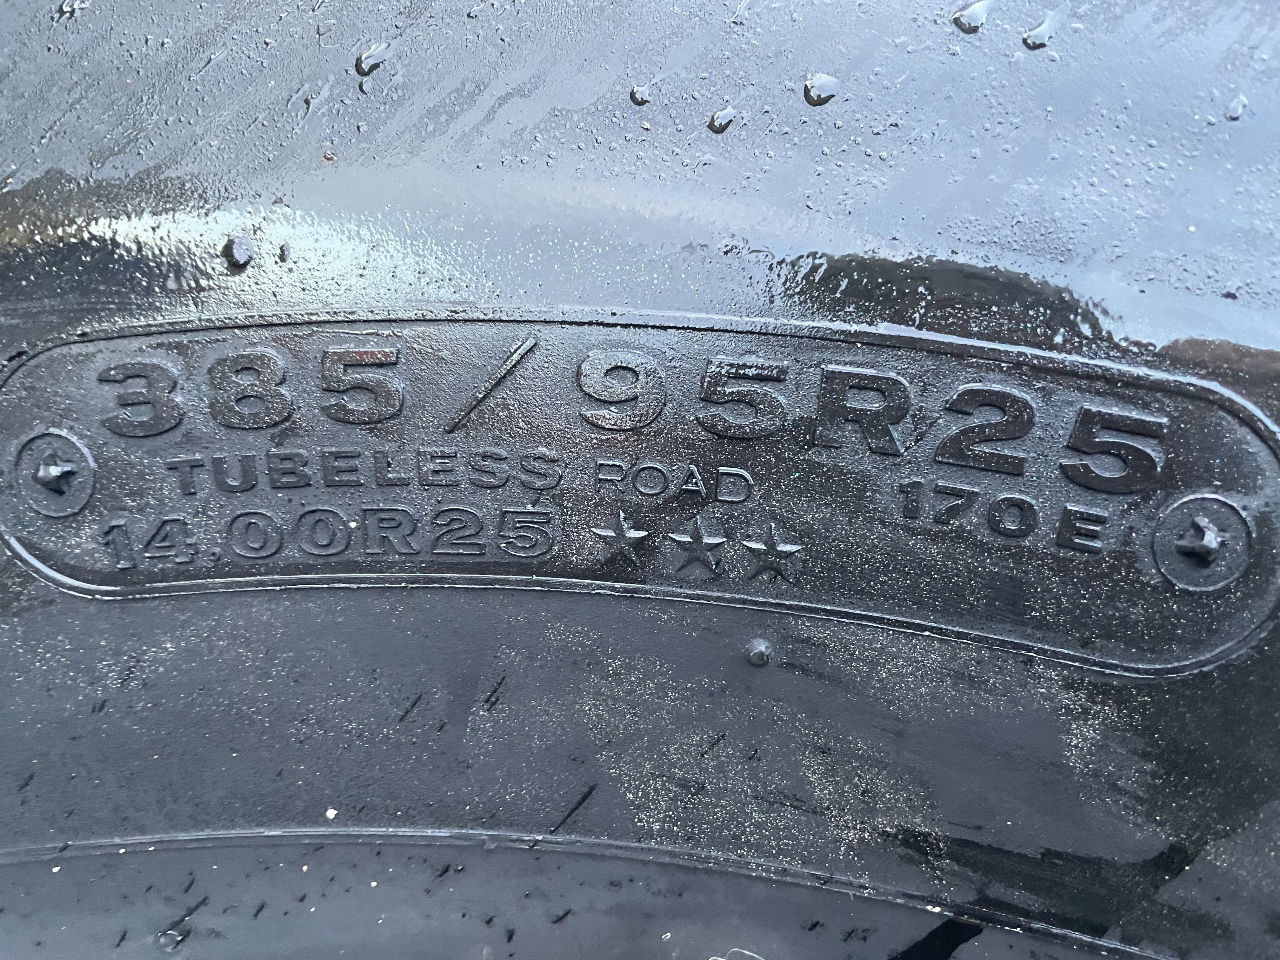 385/95R25
TUBELESS ROAD 170E
14.00R25 ★★★